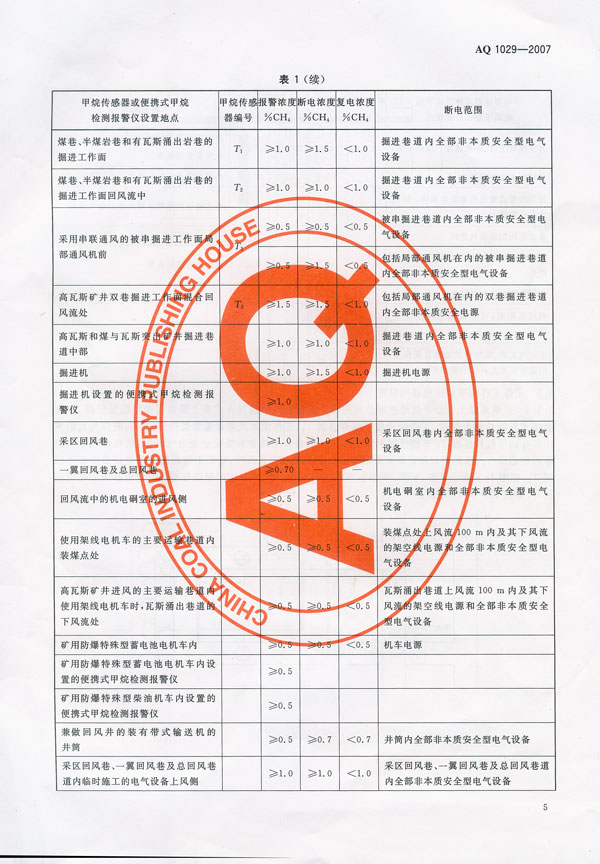 AQ 1029—2007
表 1（续）
甲烷传感器或便携式甲烷
检测报警仪设置地点
甲烷传感
器编号
报警浓度
%CH₄
断电浓度
%CH₄
复电浓度
%CH₄
断电范围
煤巷、半煤岩巷和有瓦斯涌出岩巷的
掘进工作面
T₁
≥1.0
≥1.5
<1.0
掘进巷道内全部非本质安全型电气
设备
煤巷、半煤岩巷和有瓦斯涌出岩巷的
掘进工作面回风流中
T₂
≥1.0
≥1.0
<1.0
掘进巷道内全部非本质安全型电气
设备
采用串联通风的被串掘进工作面局
部通风机前
T₃
≥0.5
≥0.5
<0.5
被串掘进巷道内全部非本质安全型电
气设备
≥0.5
≥1.5
<0.5
包括局部通风机在内的被串掘进巷道
内全部非本质安全型电气设备
高瓦斯矿井双巷掘进工作面混合回
风流处
T₃
≥1.5
≥1.5
<1.0
包括局部通风机在内的双巷掘进巷道
内全部非本质安全电源
高瓦斯和煤与瓦斯突出矿井掘进巷
道中部
≥1.0
≥1.0
<1.0
掘进巷道内全部非本质安全型电气
设备
掘进机
≥1.0
≥1.5
<1.0
掘进机电源
掘进机设置的便携式甲烷检测报
警仪
≥1.0
采区回风巷
≥1.0
≥1.0
<1.0
采区回风巷内全部非本质安全型电气
设备
一翼回风巷及总回风巷
≥0.70
—
—
回风流中的机电硐室的进风侧
≥0.5
≥0.5
<0.5
机电硐室内全部非本质安全型电气
设备
使用架线电机车的主要运输巷道内
装煤点处
≥0.5
≥0.5
<0.5
装煤点处上风流 100 m 内及其下风流
的架空线电源和全部非本质安全型电
气设备
高瓦斯矿井进风的主要运输巷道内
使用架线电机车时，瓦斯涌出巷道的
下风流处
≥0.5
≥0.5
<0.5
瓦斯涌出巷道上风流 100 m 内及其下
风流的架空线电源和全部非本质安全
型电气设备
矿用防爆特殊型蓄电池电机车内
≥0.5
≥0.5
<0.5
机车电源
矿用防爆特殊型蓄电池电机车内设
置的便携式甲烷检测报警仪
≥0.5
矿用防爆特殊型柴油机车内设置的
便携式甲烷检测报警仪
≥0.5
兼做回风井的装有带式输送机的
井筒
≥0.5
≥0.7
<0.7
井筒内全部非本质安全型电气设备
采区回风巷、一翼回风巷及总回风巷
道内临时施工的电气设备上风侧
≥1.0
≥1.0
<1.0
采区回风巷、一翼回风巷及总回风巷道
内全部非本质安全型电气设备
CHINA COAL INDUSTRY PUBLISHING HOUSE
AQ
5